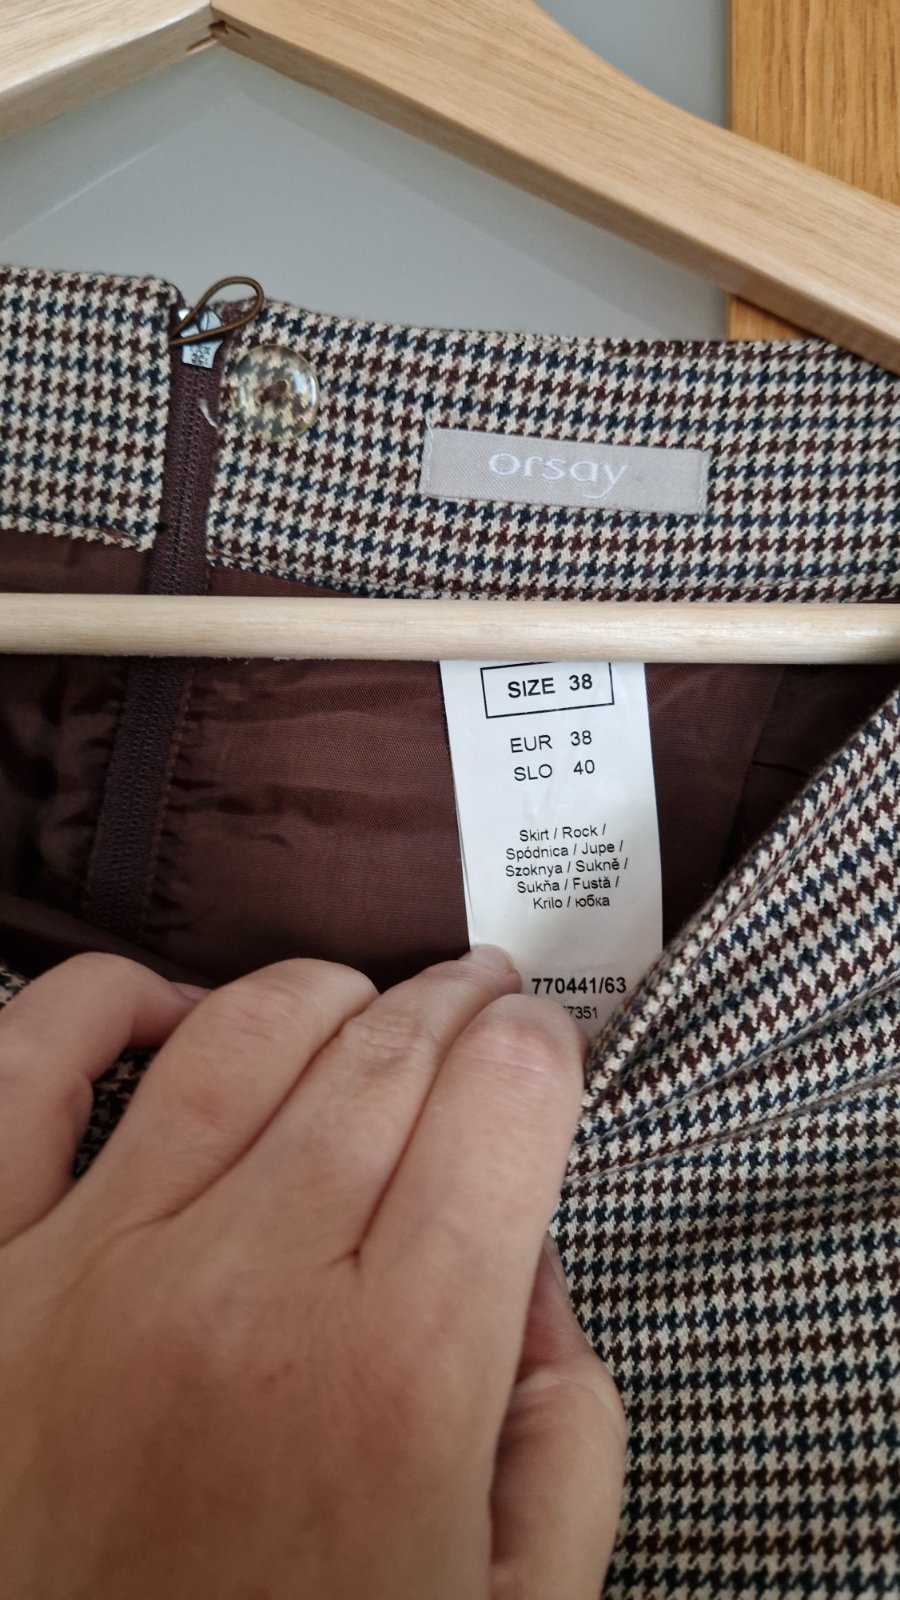 orsay
SIZE 38
EUR 38
SLO 40
Skirt / Rock /
Spódnica / Jupe /
Szoknya / Sukně /
Sukňa / Fustă /
Krilo / юбка
770441/63
7351